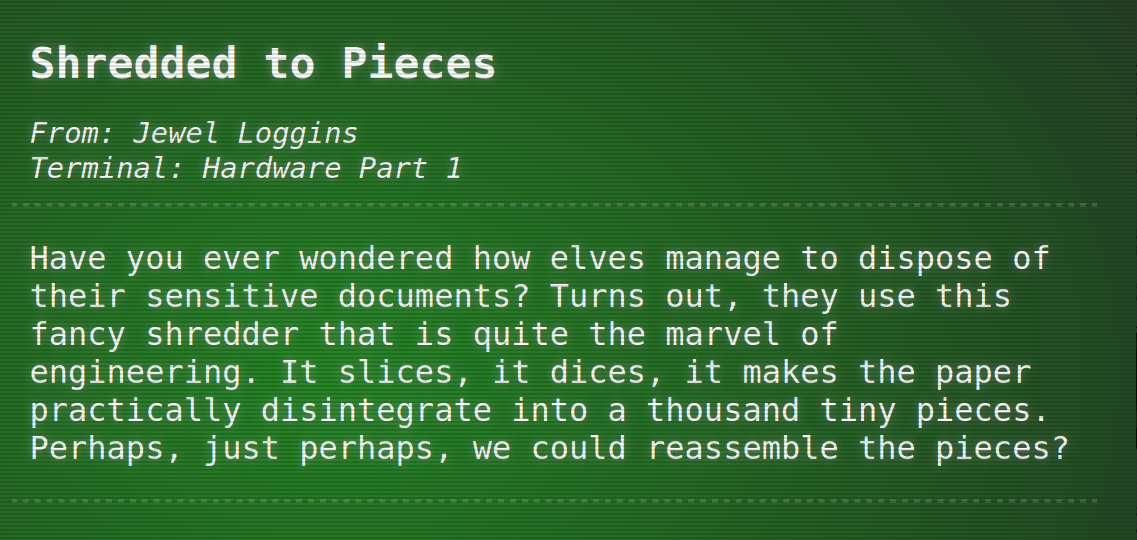 Shredded to Pieces
From: Jewel Loggins
Terminal: Hardware Part 1
Have you ever wondered how elves manage to dispose of
their sensitive documents? Turns out, they use this
fancy shredder that is quite the marvel of
engineering. It slices, it dices, it makes the paper
practically disintegrate into a thousand tiny pieces.
Perhaps, just perhaps, we could reassemble the pieces?